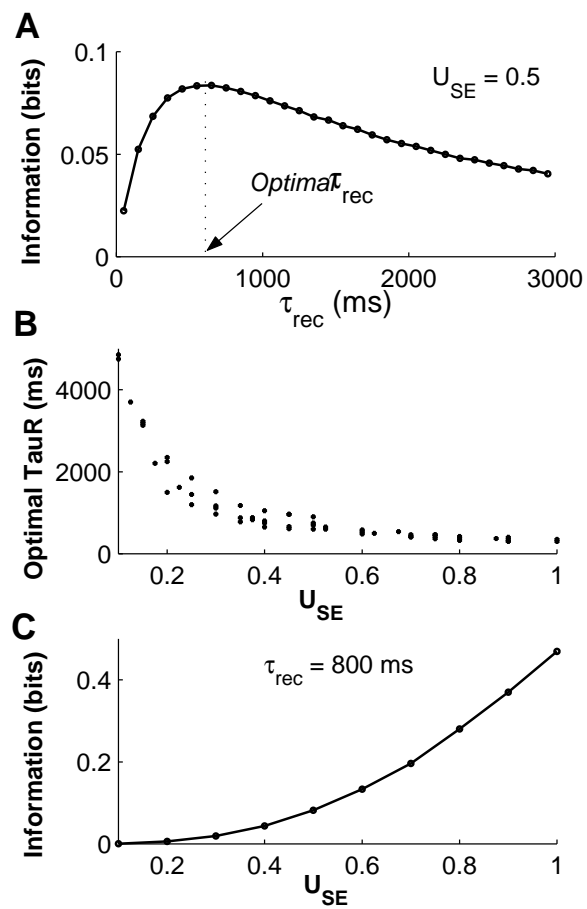 A
Information (bits)
0.1
0.05
0
U_SE = 0.5
Optimal τ_rec
0
1000
2000
3000
τ_rec (ms)
B
Optimal TauR (ms)
4000
2000
0
0.2
0.4
0.6
0.8
1
U_SE
C
Information (bits)
0.4
0.2
0
τ_rec = 800 ms
0.2
0.4
0.6
0.8
1
U_SE